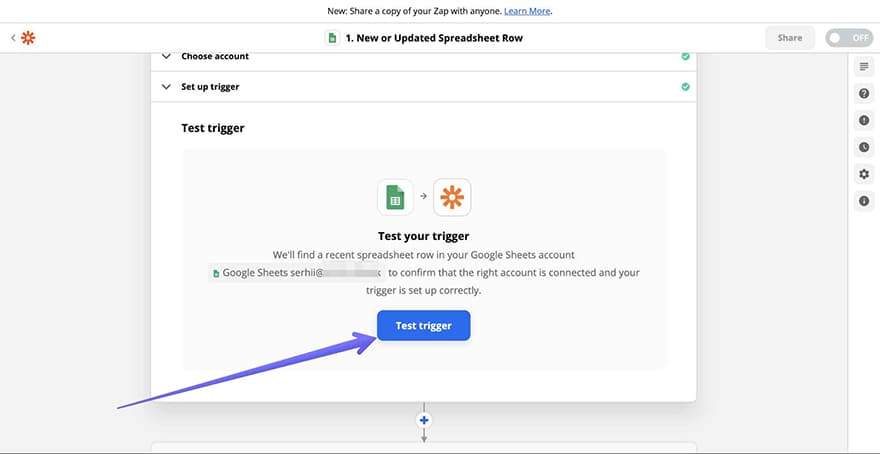 New: Share a copy of your Zap with anyone. Learn More.
1. New or Updated Spreadsheet Row
Share
OFF
Choose account
Set up trigger
Test trigger
Test your trigger
We'll find a recent spreadsheet row in your Google Sheets account
Google Sheets serhii@ to confirm that the right account is connected and your
trigger is set up correctly.
Test trigger